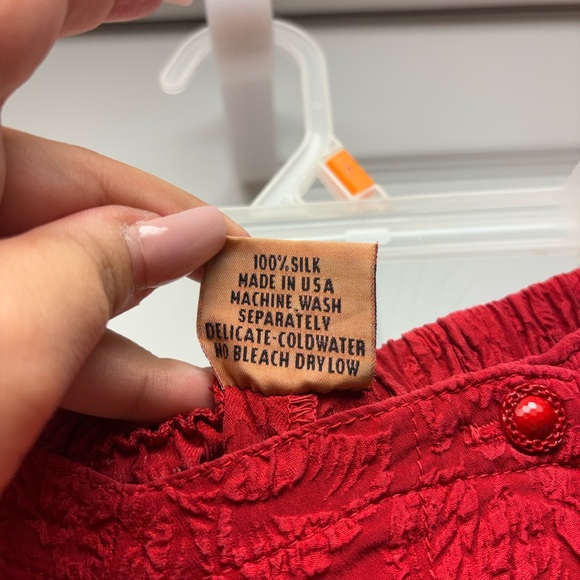 100% SILK
MADE IN USA
MACHINE WASH
SEPARATELY
DELICATE-COLDWATER
NO BLEACH DRY LOW